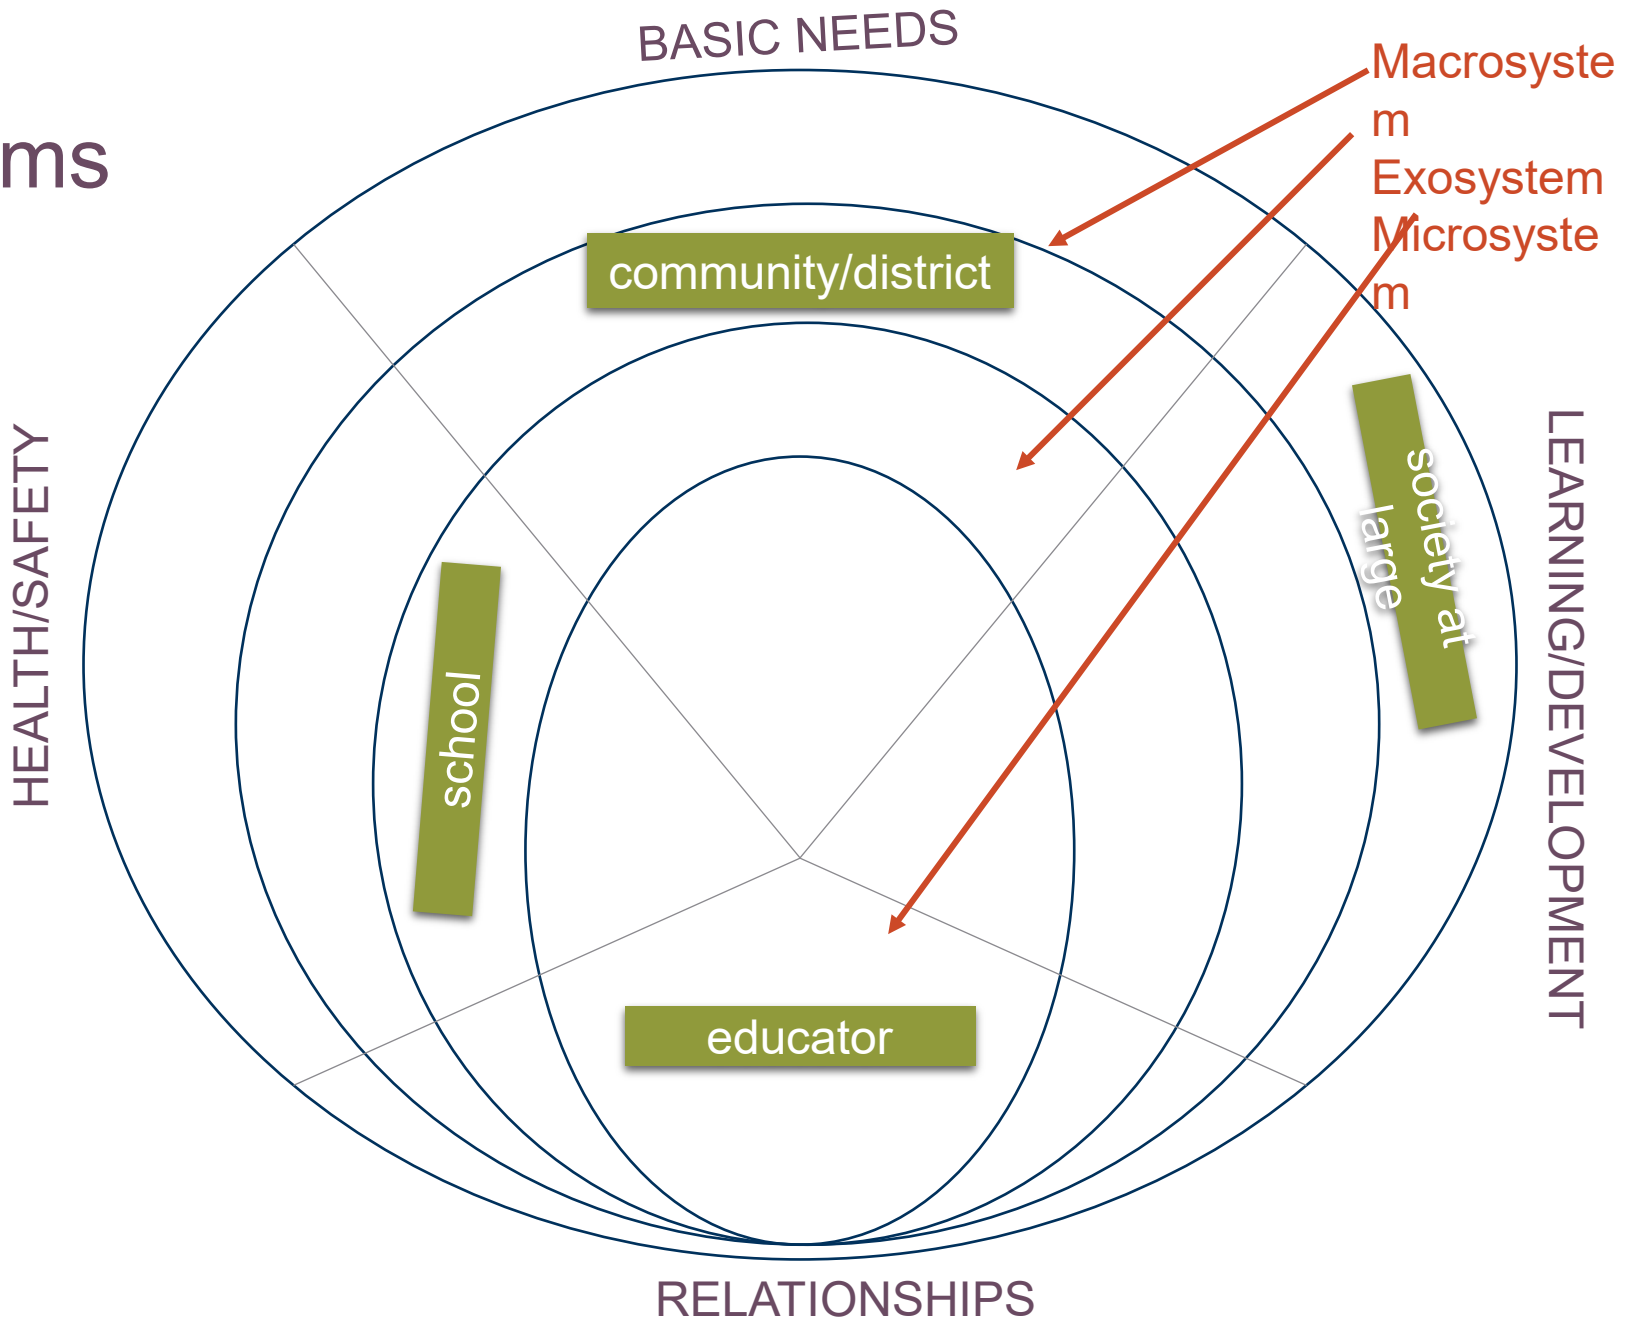 BASIC NEEDS
Macrosyste
m
Exosystem
Microsyste
m
ms
community/district
society at
large
HEALTH/SAFETY
LEARNING/DEVELOPMENT
school
educator
RELATIONSHIPS